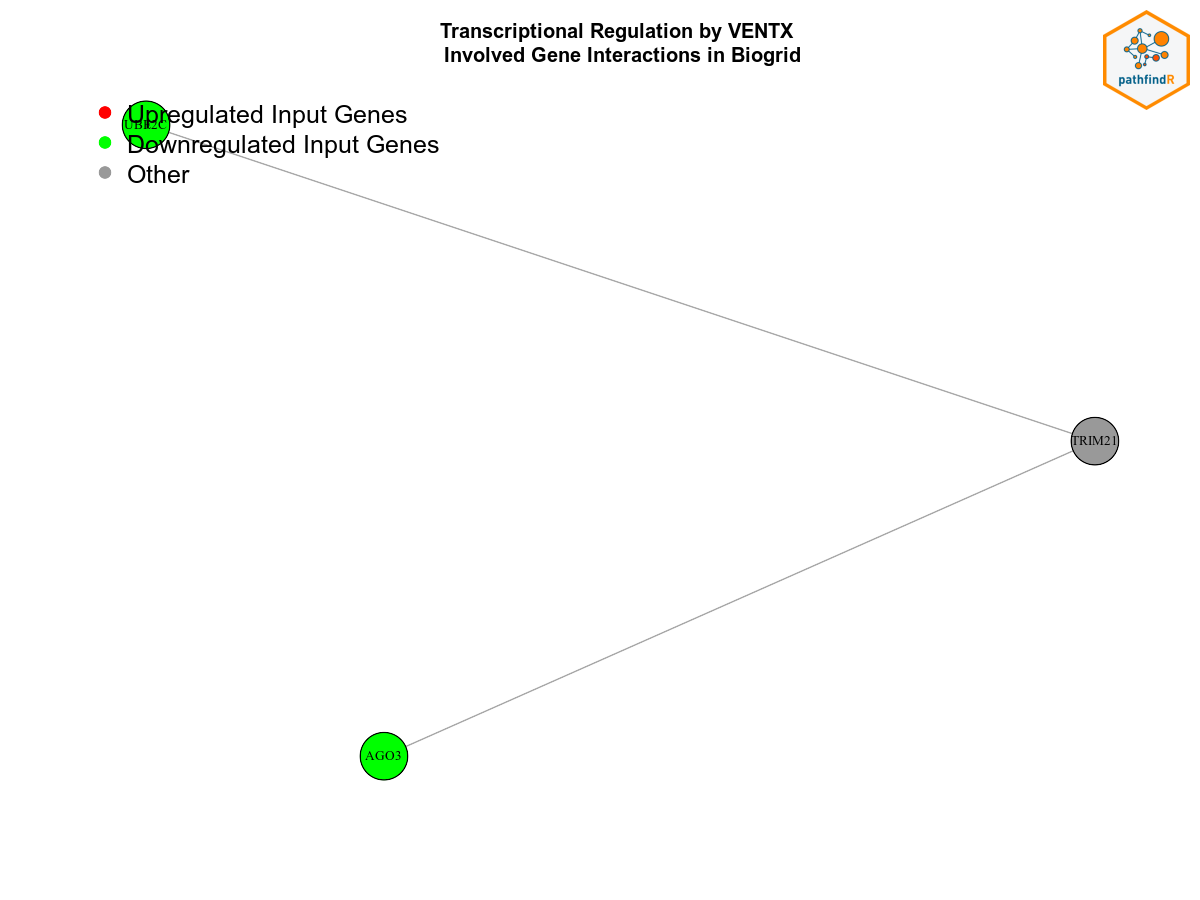 Transcriptional Regulation by VENTX
Involved Gene Interactions in Biogrid
pathfindR
Upregulated Input Genes
UBE2C
Downregulated Input Genes
Other
TRIM21
AGO3